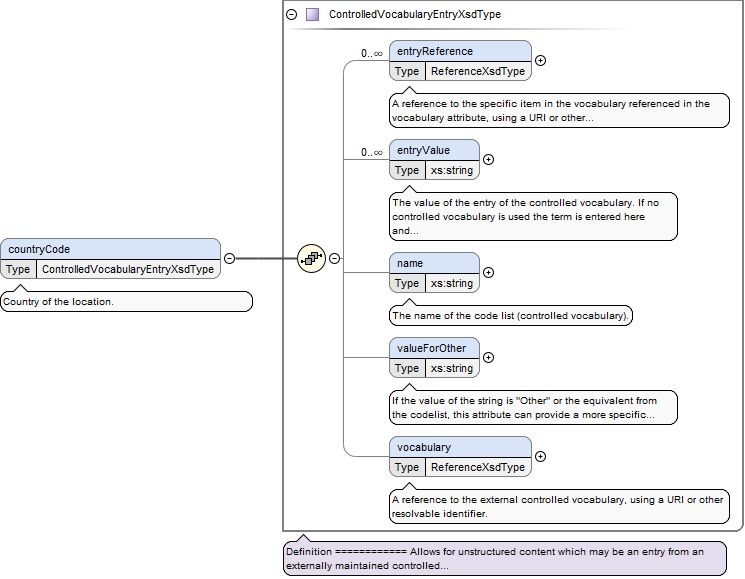 ControlledVocabularyEntryXsdType
0..∞
entryReference
Type ReferenceXsdType
A reference to the specific item in the vocabulary referenced in the
vocabulary attribute, using a URI or other...
0..∞
entryValue
Type xs:string
The value of the entry of the controlled vocabulary. If no
controlled vocabulary is used the term is entered here
and...
countryCode
Type ControlledVocabularyEntryXsdType
Country of the location.
name
Type xs:string
The name of the code list (controlled vocabulary).
valueForOther
Type xs:string
If the value of the string is "Other" or the equivalent from
the codelist, this attribute can provide a more specific...
vocabulary
Type ReferenceXsdType
A reference to the external controlled vocabulary, using a URI or other
resolvable identifier.
Definition ============ Allows for unstructured content which may be an entry from an
externally maintained controlled...